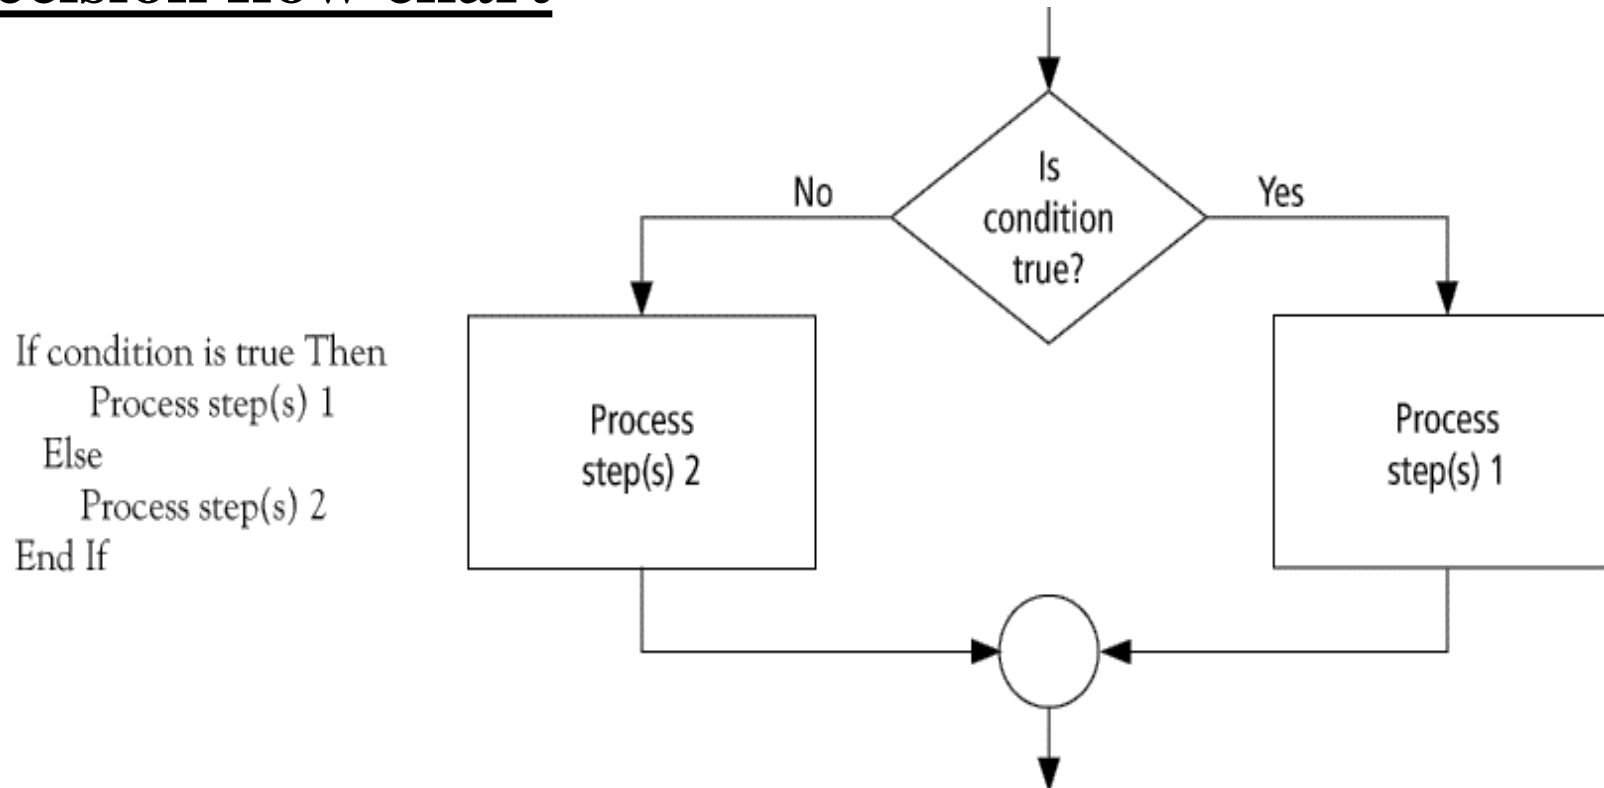 If condition is true Then
Process step(s) 1
Else
Process step(s) 2
End If
No
Is
condition
true?
Yes
Process
step(s) 2
Process
step(s) 1